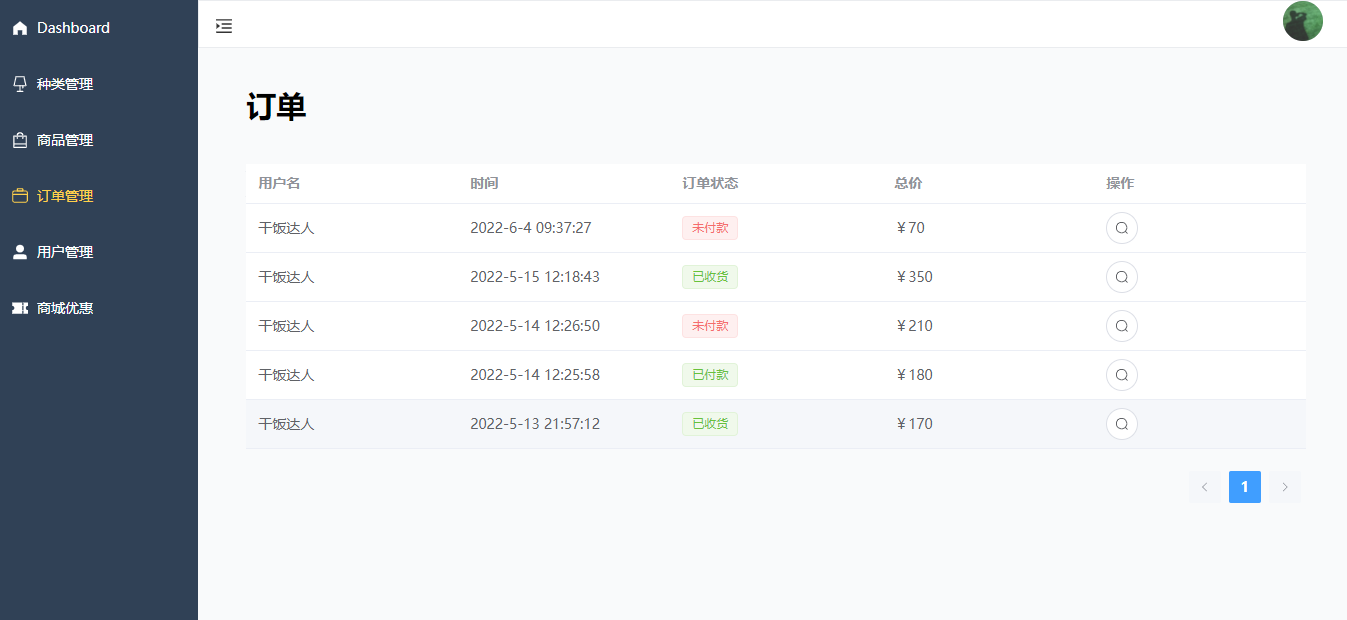 Dashboard
种类管理
商品管理
订单管理
用户管理
商城优惠
订单
用户名 时间 订单状态 总价 操作
干饭达人 2022-6-4 09:37:27 未付款 ¥70
干饭达人 2022-5-15 12:18:43 已收货 ¥350
干饭达人 2022-5-14 12:26:50 未付款 ¥210
干饭达人 2022-5-14 12:25:58 已付款 ¥180
干饭达人 2022-5-13 21:57:12 已收货 ¥170
1